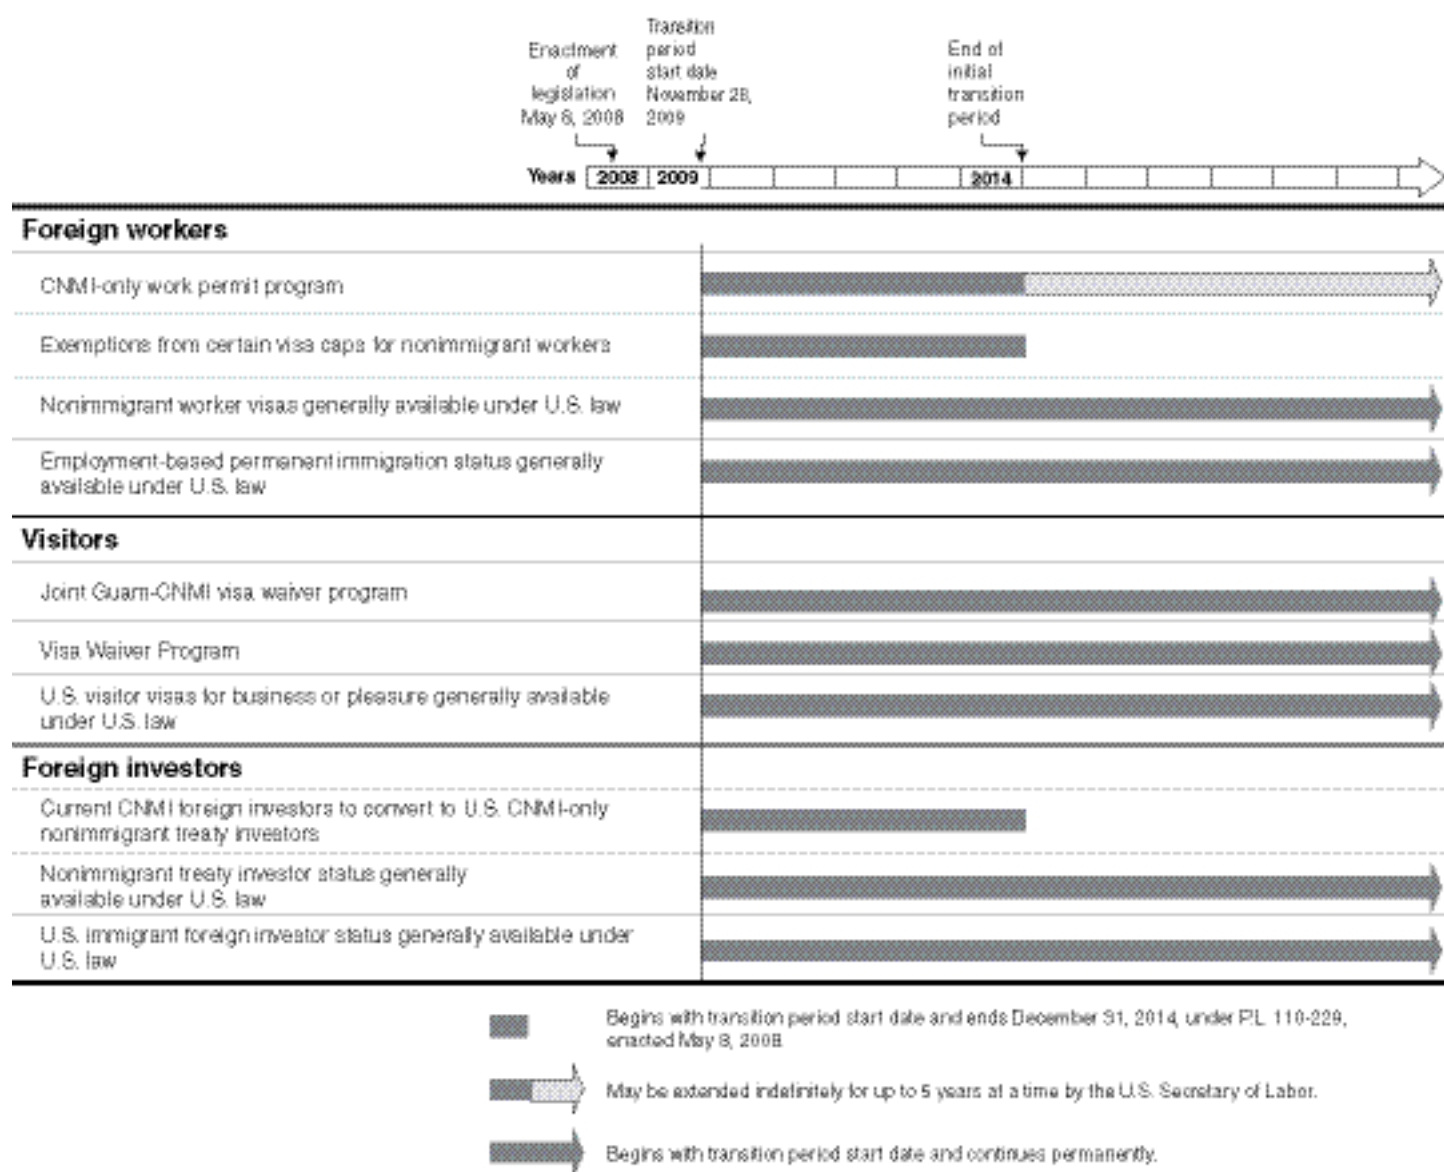 Transition
period
start date
November 28,
2009
Enactment
of
legislation
May 8, 2008
End of
initial
transition
period
Years 2008 2009 2014
Foreign workers
CNMI-only work permit program
Exemptions from certain visa caps for nonimmigrant workers
Nonimmigrant worker visas generally available under U.S. law
Employment-based permanent immigration status generally
available under U.S. law
Visitors
Joint Guam-CNMI visa waiver program
Visa Waiver Program
U.S. visitor visas for business or pleasure generally available
under U.S. law
Foreign investors
Current CNMI foreign investors to convert to U.S. CNMI-only
nonimmigrant treaty investors
Nonimmigrant treaty investor status generally
available under U.S. law
U.S. immigrant foreign investor status generally available under
U.S. law
Begins with transition period start date and ends December 31, 2014, under P.L. 110-229,
enacted May 8, 2008
May be extended indefinitely for up to 5 years at a time by the U.S. Secretary of Labor.
Begins with transition period start date and continues permanently.